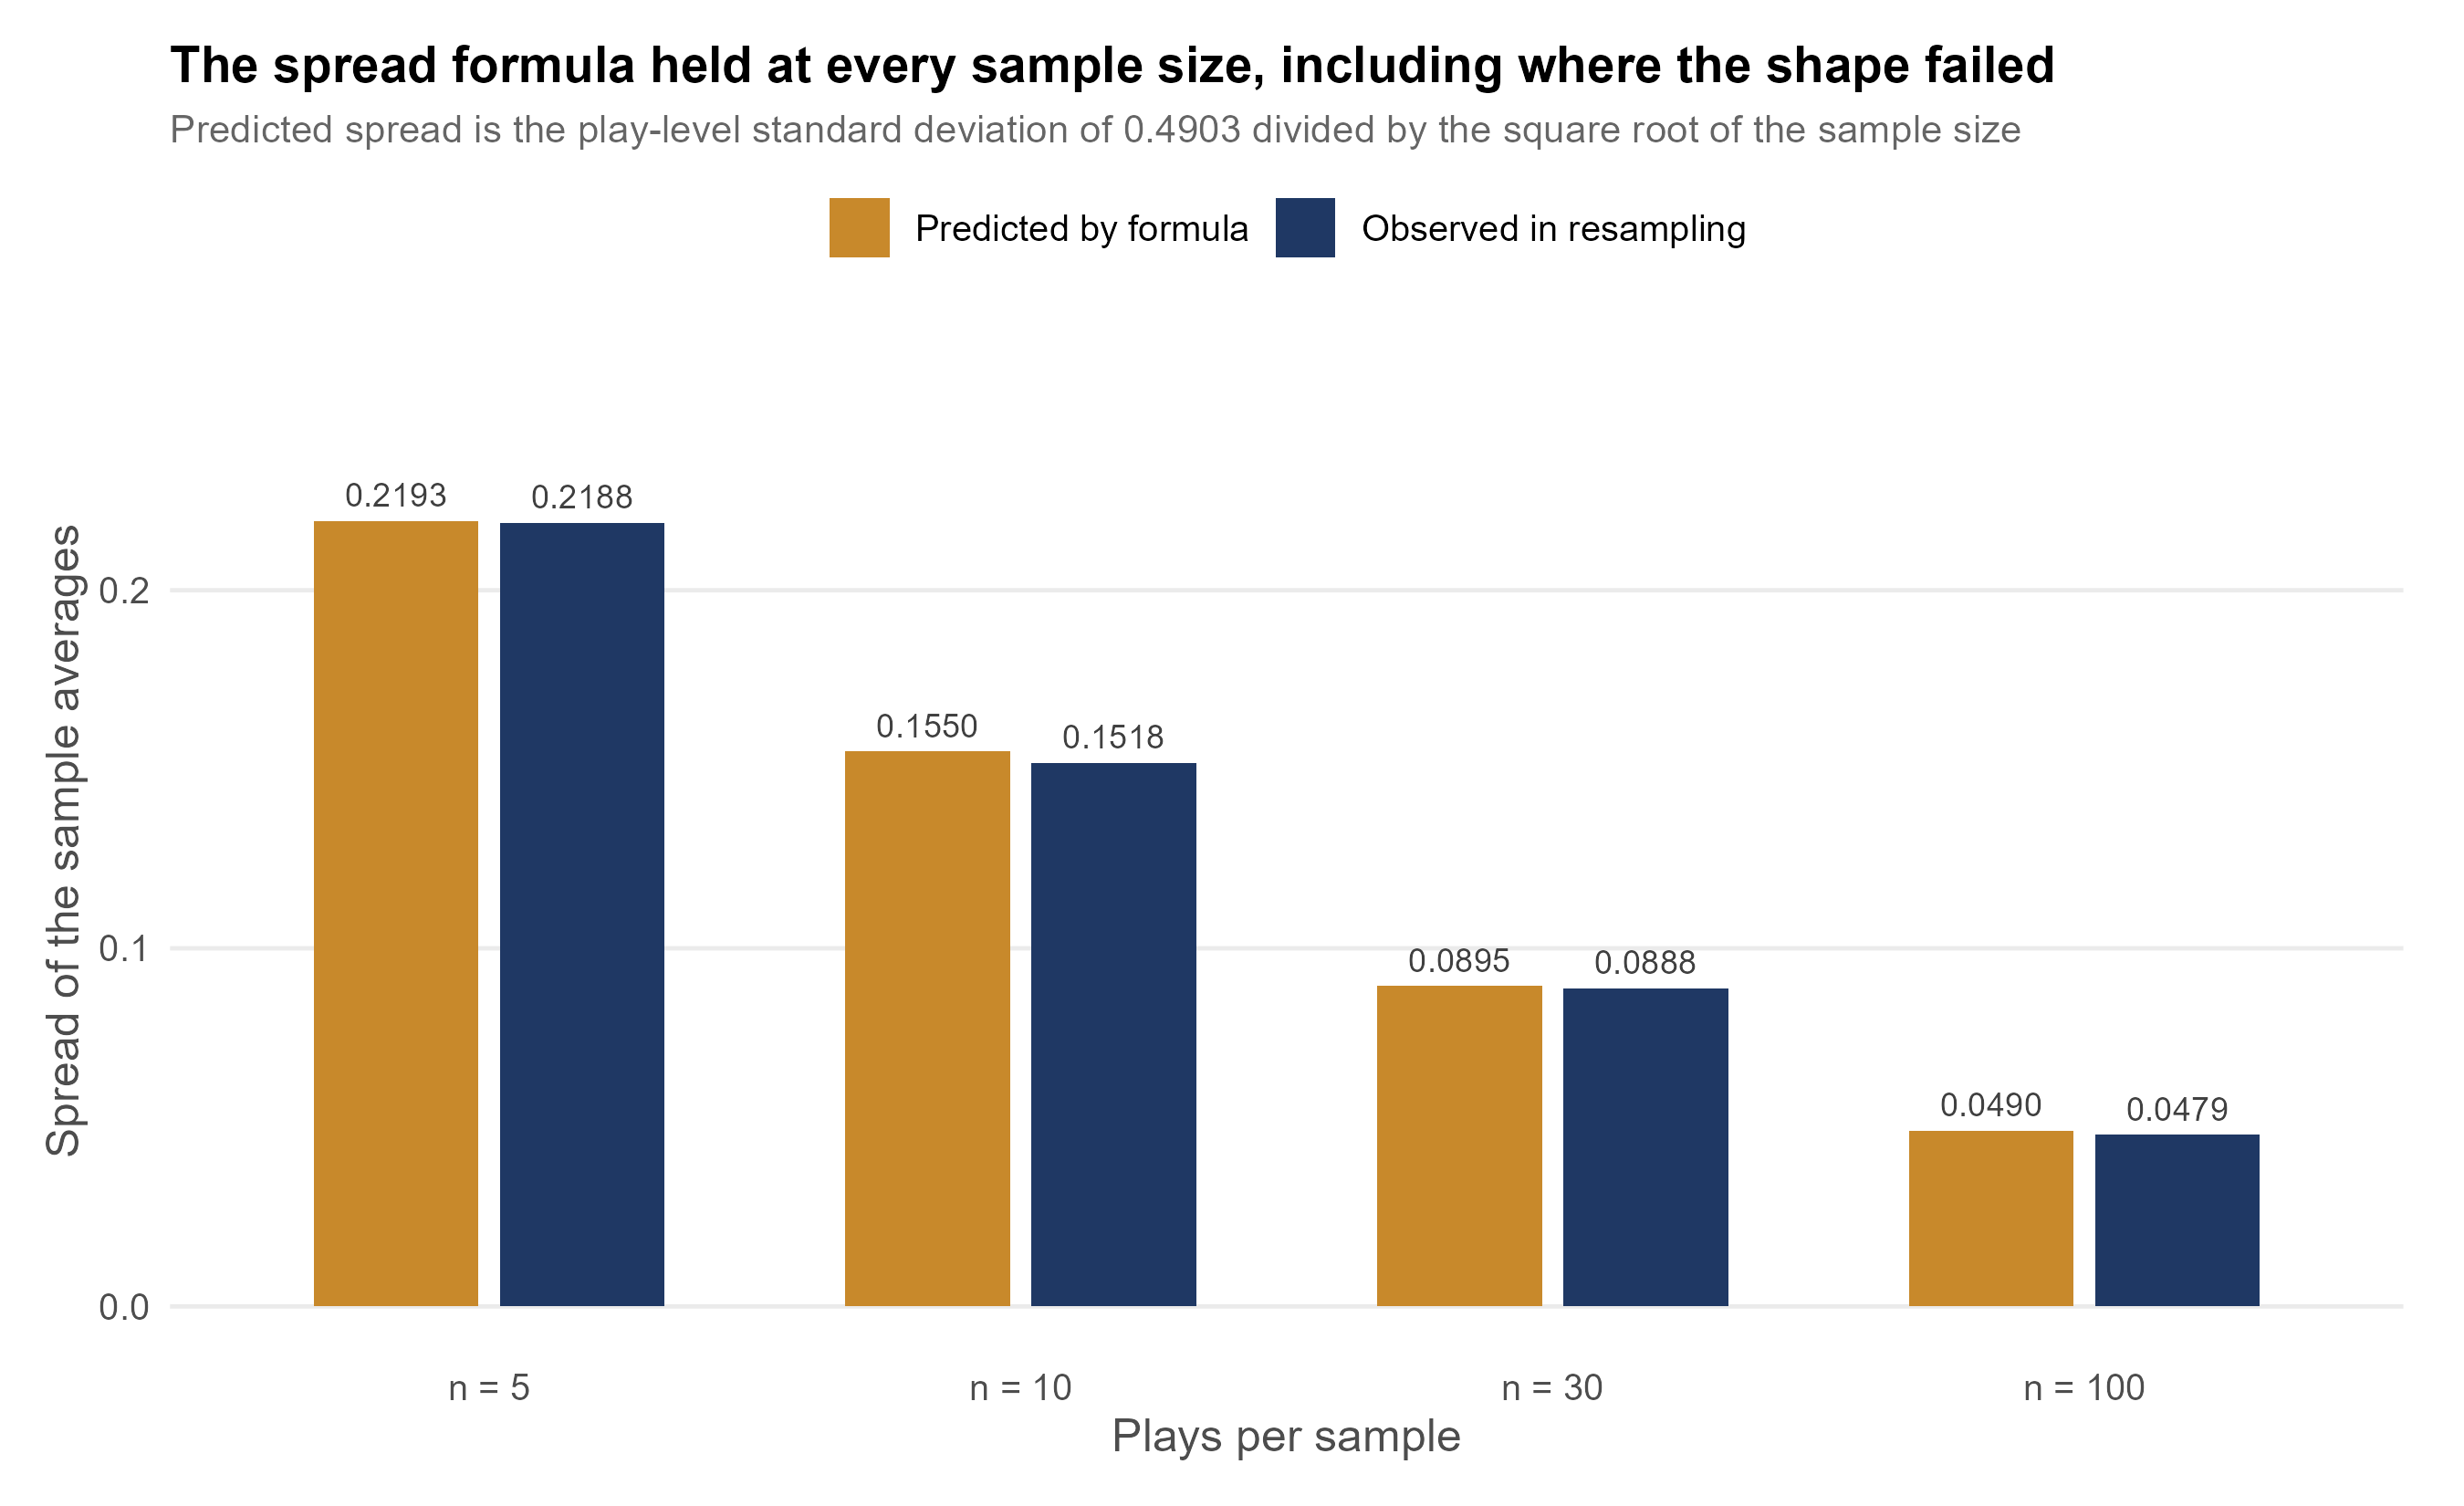 The spread formula held at every sample size, including where the shape failed
Predicted spread is the play-level standard deviation of 0.4903 divided by the square root of the sample size
Predicted by formula
Observed in resampling
Spread of the sample averages
0.2
0.1
0.0
0.2193
0.2188
0.1550
0.1518
0.0895
0.0888
0.0490
0.0479
n = 5
n = 10
n = 30
n = 100
Plays per sample